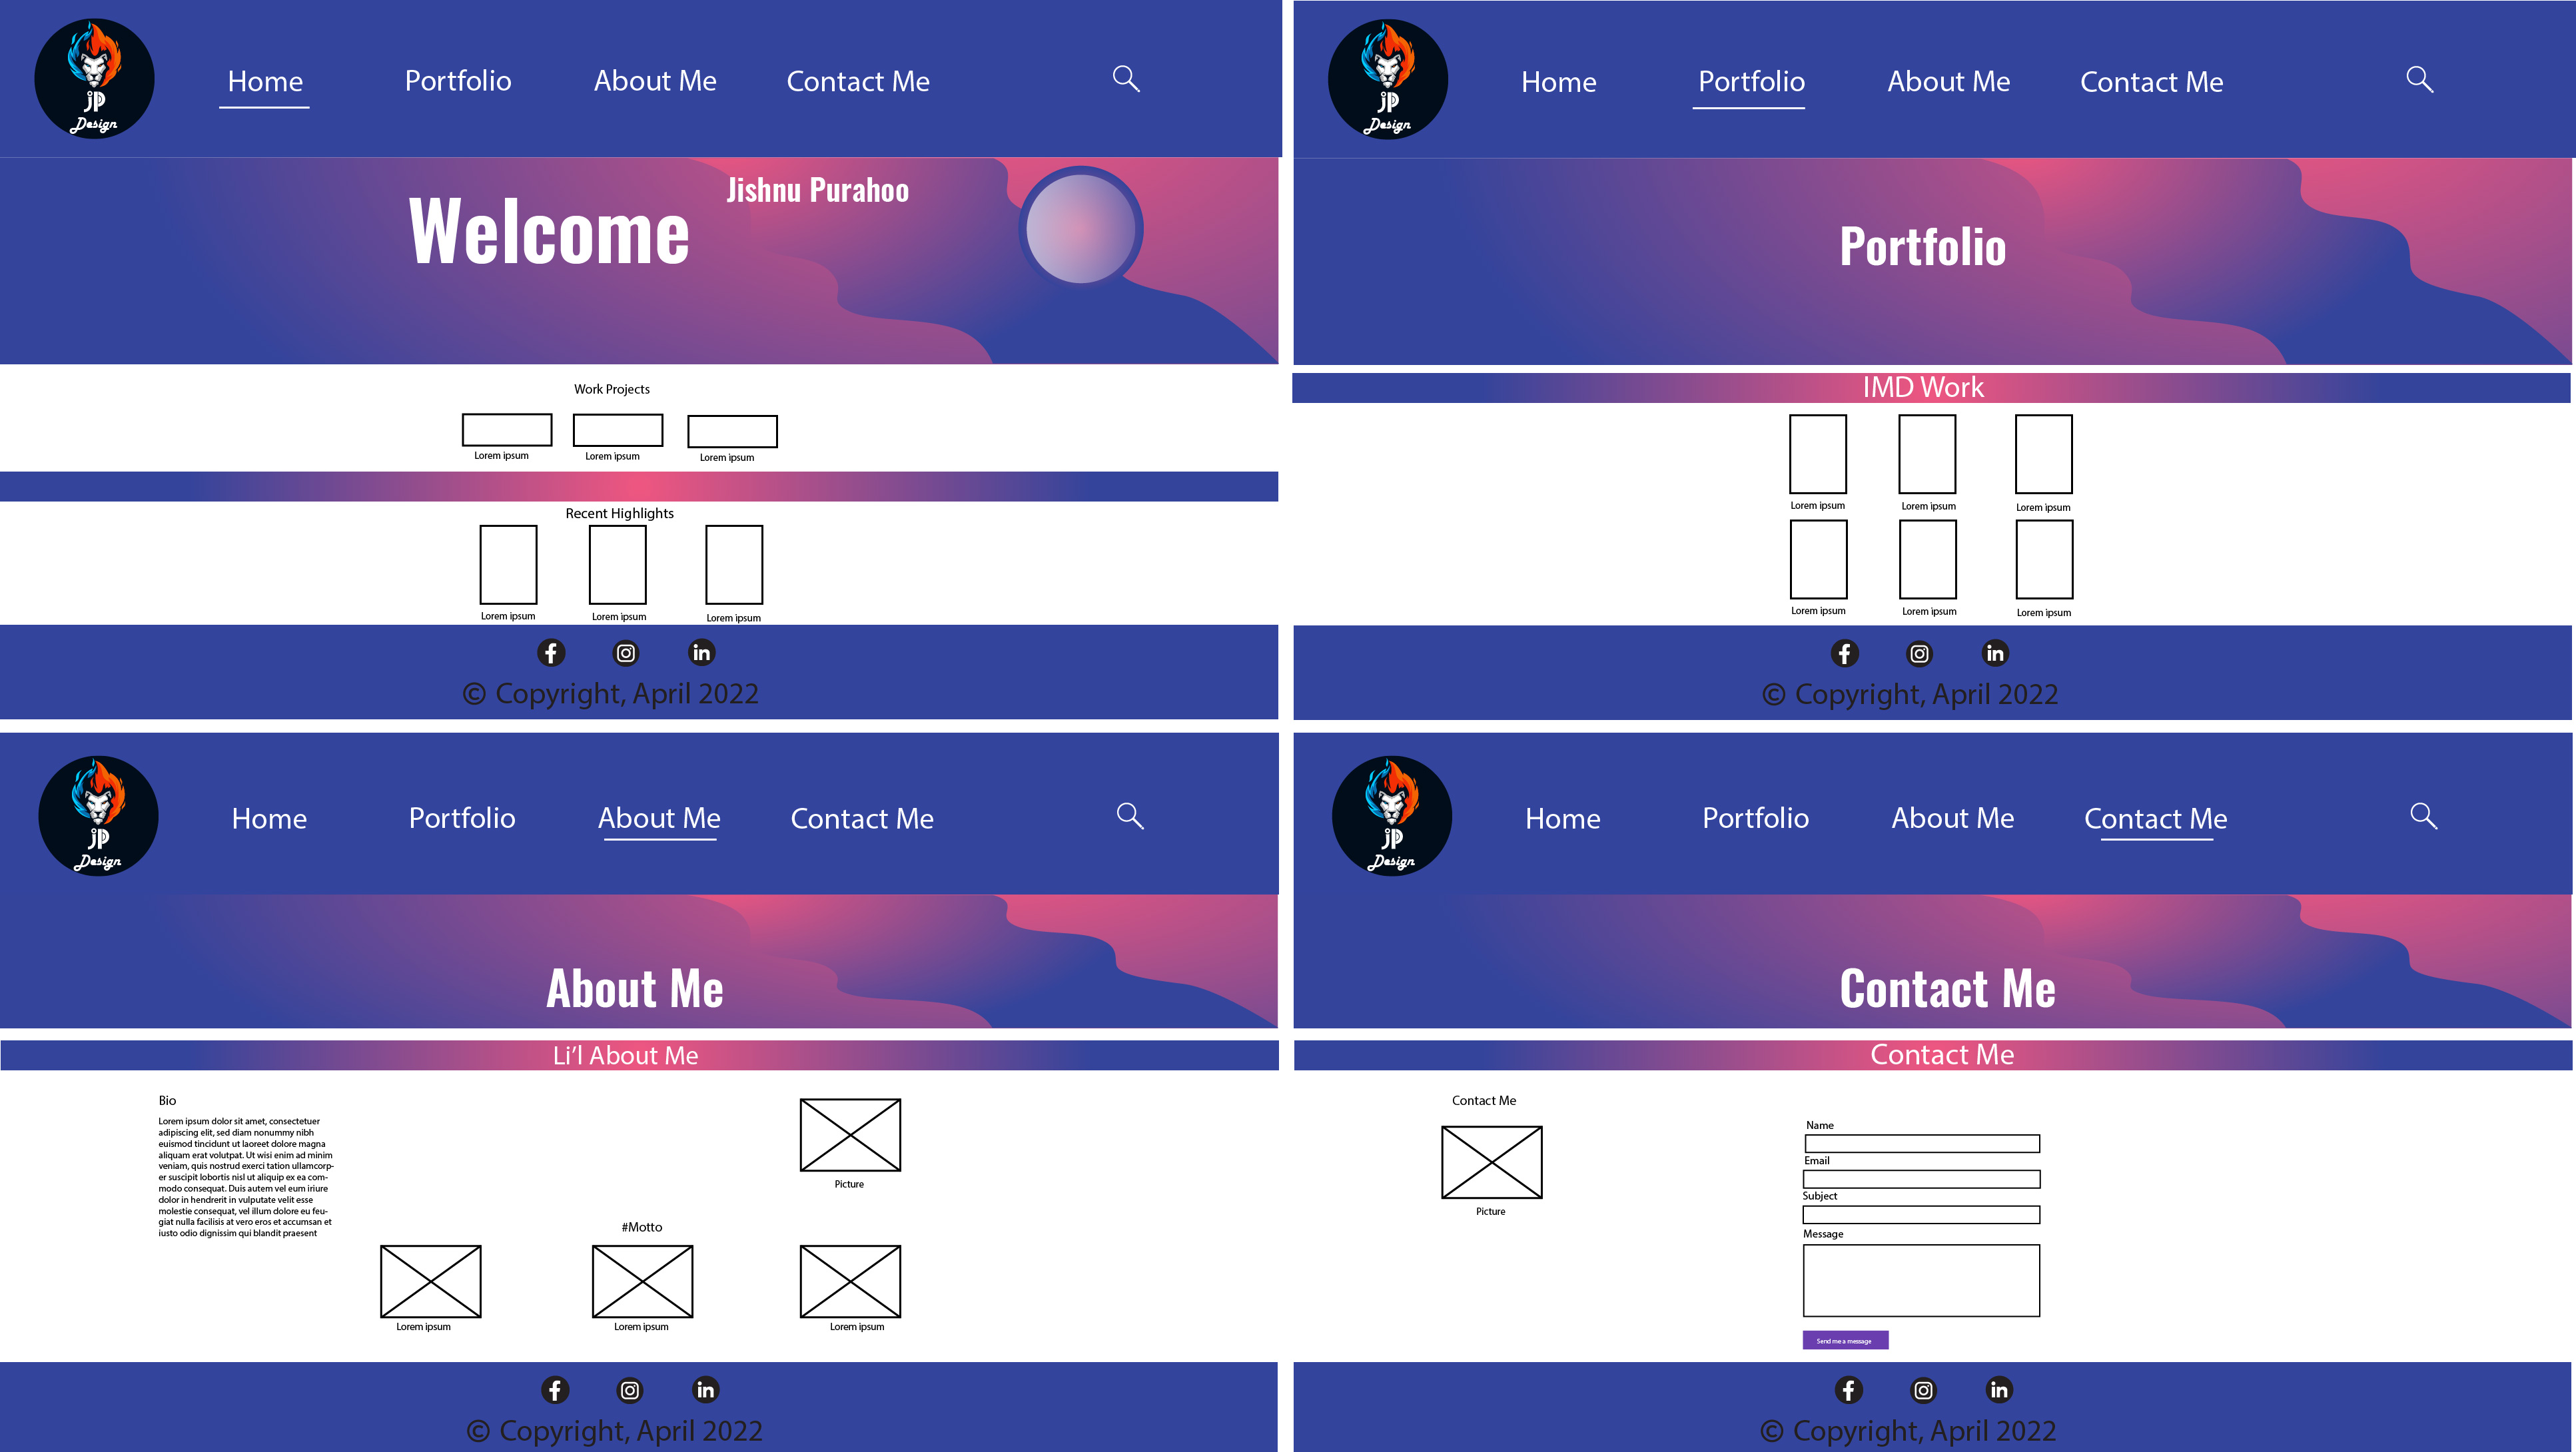 jP
Design
Home
Portfolio
About Me
Contact Me
Welcome
Jishnu Purahoo
Work Projects
Lorem ipsum
Lorem ipsum
Lorem ipsum
Recent Highlights
Lorem ipsum
Lorem ipsum
Lorem ipsum
© Copyright, April 2022
jP
Design
Home
Portfolio
About Me
Contact Me
Portfolio
IMD Work
Lorem ipsum
Lorem ipsum
Lorem ipsum
Lorem ipsum
Lorem ipsum
Lorem ipsum
© Copyright, April 2022
jP
Design
Home
Portfolio
About Me
Contact Me
About Me
Li’l About Me
Bio
Lorem ipsum dolor sit amet, consectetuer
adipiscing elit, sed diam nonummy nibh
euismod tincidunt ut laoreet dolore magna
aliquam erat volutpat. Ut wisi enim ad minim
veniam, quis nostrud exerci tation ullamcorp-
er suscipit lobortis nisl ut aliquip ex ea com-
modo consequat. Duis autem vel eum iriure
dolor in hendrerit in vulputate velit esse
molestie consequat, vel illum dolore eu feu-
giat nulla facilisis at vero eros et accumsan et
iusto odio dignissim qui blandit praesent
Picture
#Motto
Lorem ipsum
Lorem ipsum
Lorem ipsum
© Copyright, April 2022
jP
Design
Home
Portfolio
About Me
Contact Me
Contact Me
Contact Me
Contact Me
Picture
Name
Email
Subject
Message
Send me a message
© Copyright, April 2022